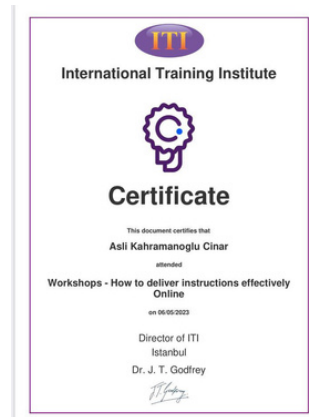 ITI
International Training Institute
Certificate
This document certifies that
Asli Kahramanoglu Cinar
attended
Workshops - How to deliver instructions effectively
Online
on 06/05/2023
Director of ITI
Istanbul
Dr. J. T. Godfrey